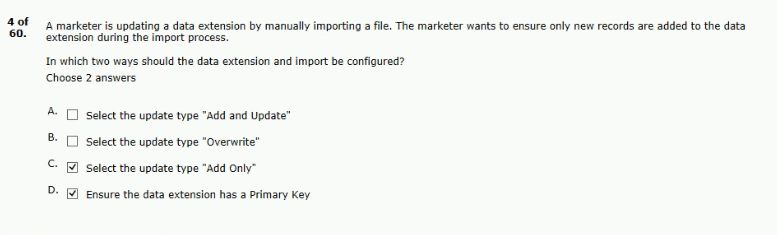 4 of
60.
A marketer is updating a data extension by manually importing a file. The marketer wants to ensure only new records are added to the data
extension during the import process.
In which two ways should the data extension and import be configured?
Choose 2 answers
A. Select the update type "Add and Update"
B. Select the update type "Overwrite"
C. Select the update type "Add Only"
D. Ensure the data extension has a Primary Key